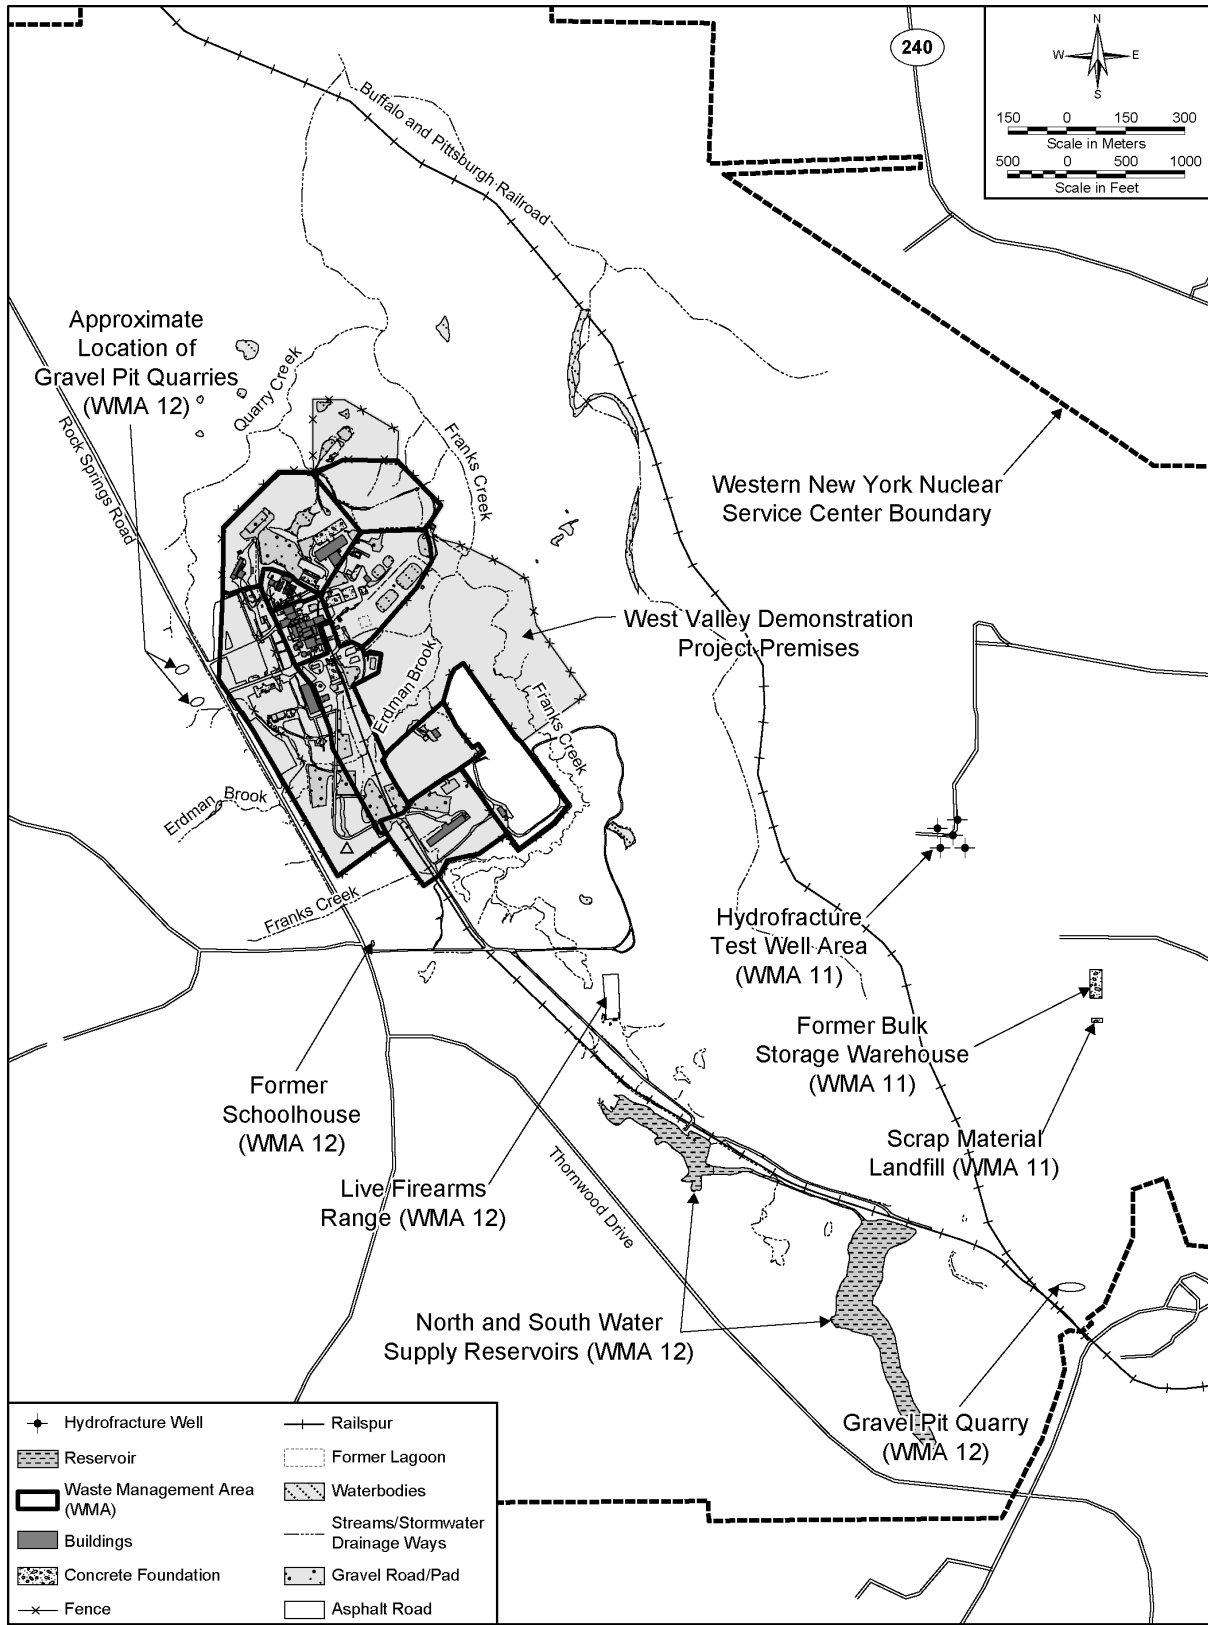 240
N
W E
S
150 0 150 300
Scale in Meters
500 0 500 1000
Scale in Feet
Buffalo and Pittsburgh Railroad
Approximate
Location of
Gravel Pit Quarries
(WMA 12)
Quarry Creek
Rock Springs Road
Franks Creek
Western New York Nuclear
Service Center Boundary
West Valley Demonstration
Project Premises
Erdman Brook
Franks Creek
Erdman Brook
Franks Creek
Hydrofracture
Test Well Area
(WMA 11)
Former Bulk
Storage Warehouse
(WMA 11)
Former
Schoolhouse
(WMA 12)
Scrap Material
Landfill (WMA 11)
Live Firearms
Range (WMA 12)
Thornwood Drive
North and South Water
Supply Reservoirs (WMA 12)
Gravel Pit Quarry
(WMA 12)
Hydrofracture Well
Reservoir
Waste Management Area
(WMA)
Buildings
Concrete Foundation
Fence
Railspur
Former Lagoon
Waterbodies
Streams/Stormwater
Drainage Ways
Gravel Road/Pad
Asphalt Road